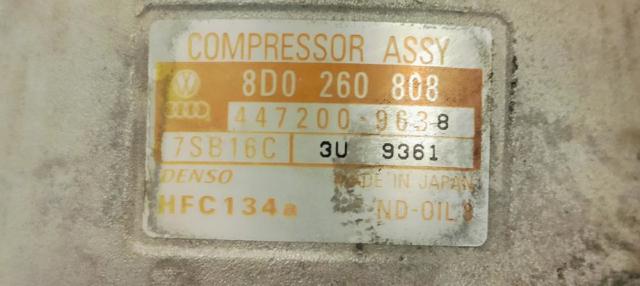 COMPRESSOR ASSY
8D0 260 808
447200-9638
7SB16C 3U 9361
DENSO MADE IN JAPAN
HFC134a ND-OIL 8